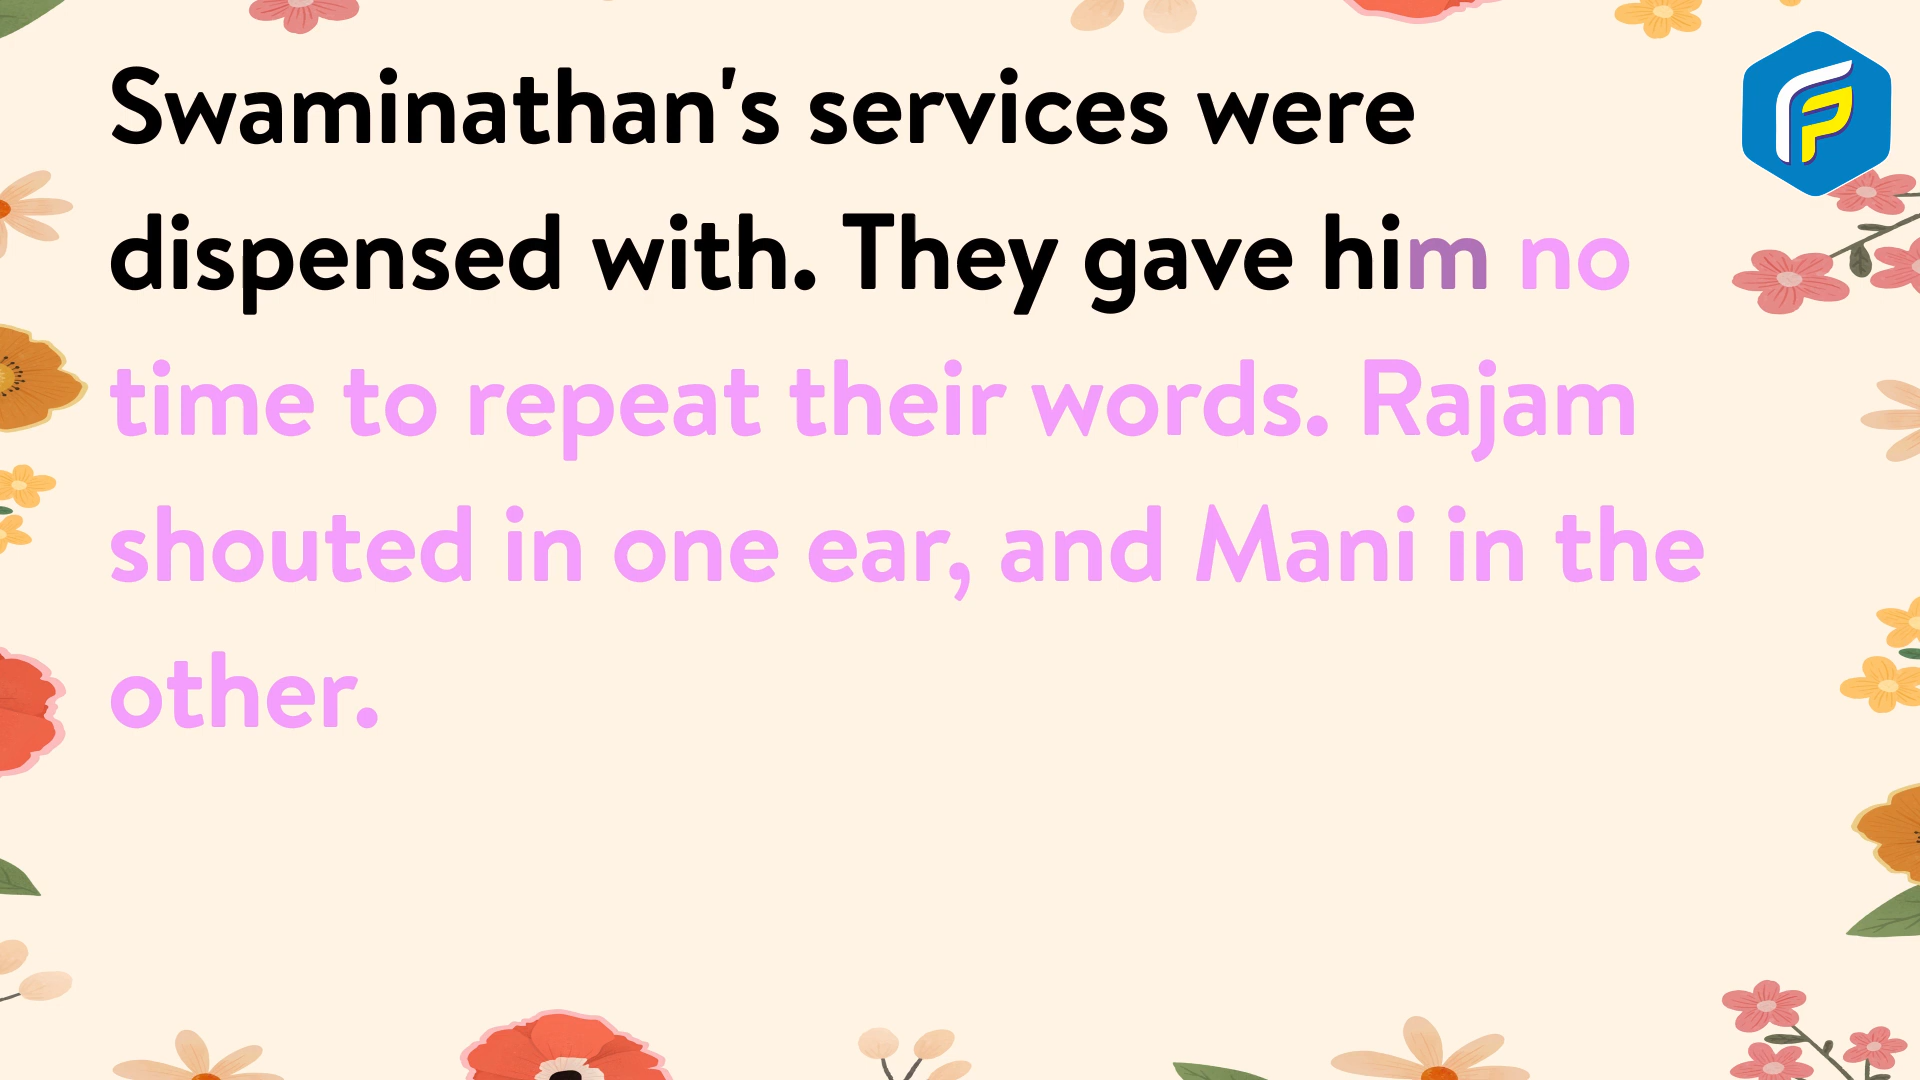 Swaminathan's services were
dispensed with. They gave him no
time to repeat their words. Rajam
shouted in one ear, and Mani in the
other.